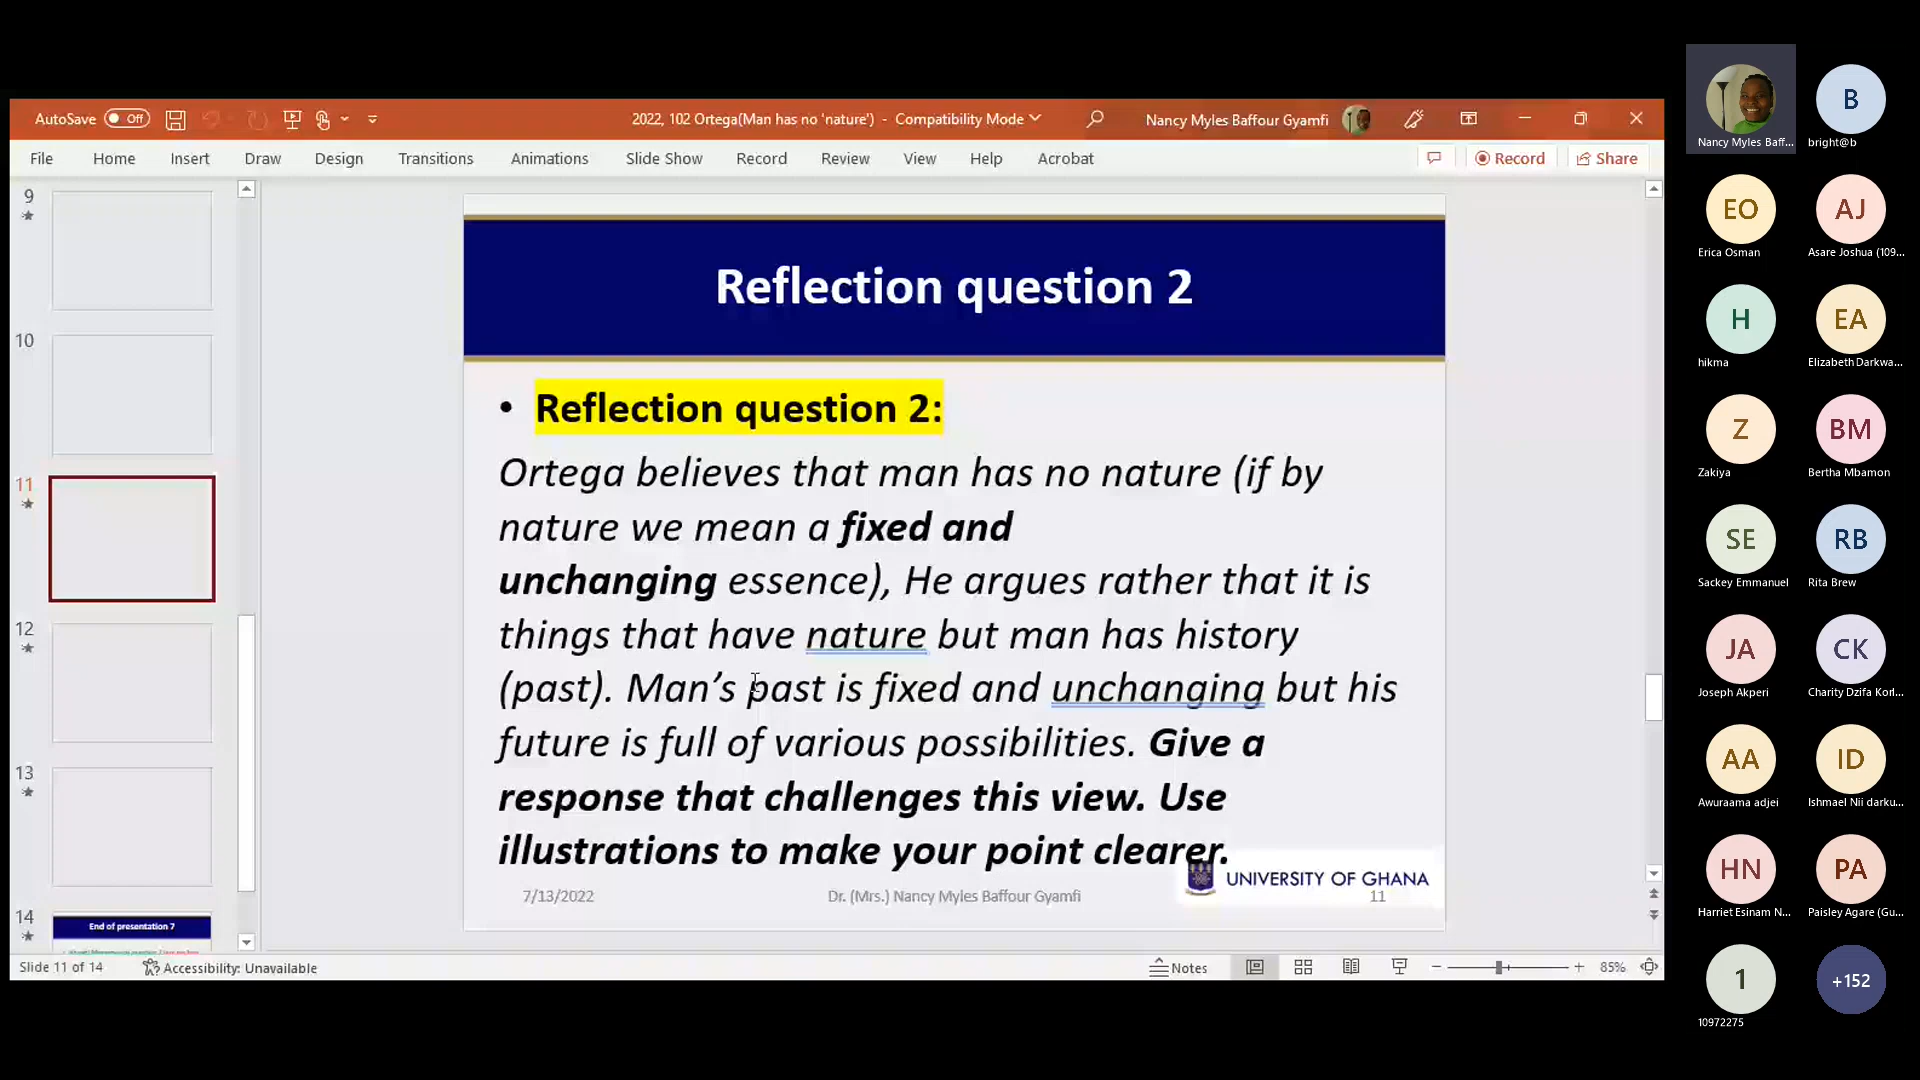 AutoSave Off
2022, 102 Ortega(Man has no 'nature') - Compatibility Mode
Nancy Myles Baffour Gyamfi
File Home Insert Draw Design Transitions Animations Slide Show Record Review View Help Acrobat
Record Share
9
10
11
12
13
14
End of presentation 7
Reflection question 2
• Reflection question 2:
Ortega believes that man has no nature (if by
nature we mean a fixed and
unchanging essence), He argues rather that it is
things that have nature but man has history
(past). Man’s past is fixed and unchanging but his
future is full of various possibilities. Give a
response that challenges this view. Use
illustrations to make your point clearer.
UNIVERSITY OF GHANA
7/13/2022 Dr. (Mrs.) Nancy Myles Baffour Gyamfi 11
Slide 11 of 14 Accessibility: Unavailable Notes 85%
Nancy Myles Baff...
B
bright@b
EO
Erica Osman
AJ
Asare Joshua (109...
H
hikma
EA
Elizabeth Darkwa...
Z
Zakiya
BM
Bertha Mbamon
SE
Sackey Emmanuel
RB
Rita Brew
JA
Joseph Akperi
CK
Charity Dzifa Korl...
AA
Awuraama adjei
ID
Ishmael Nii darku...
HN
Harriet Esinam N...
PA
Paisley Agare (Gu...
1
10972275
+152